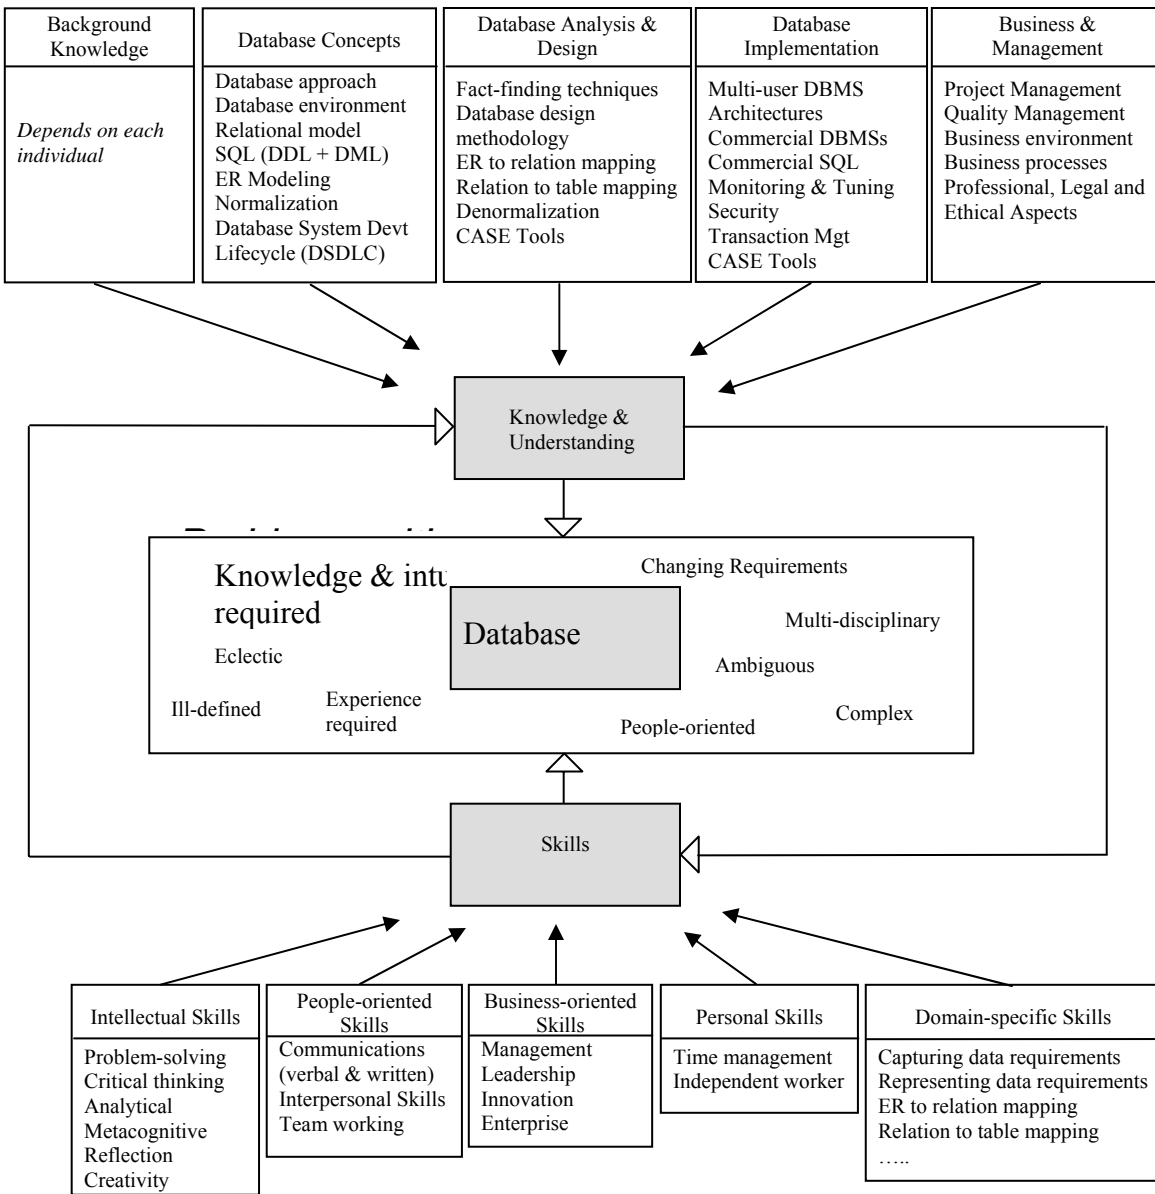 Background
Knowledge
Depends on each
individual
Database Concepts
Database approach
Database environment
Relational model
SQL (DDL + DML)
ER Modeling
Normalization
Database System Devt
Lifecycle (DSDLC)
Database Analysis &
Design
Fact-finding techniques
Database design
methodology
ER to relation mapping
Relation to table mapping
Denormalization
CASE Tools
Database
Implementation
Multi-user DBMS
Architectures
Commercial DBMSs
Commercial SQL
Monitoring & Tuning
Security
Transaction Mgt
CASE Tools
Business &
Management
Project Management
Quality Management
Business environment
Business processes
Professional, Legal and
Ethical Aspects
Knowledge &
Understanding
Knowledge & intu
required
Changing Requirements
Database
Multi-disciplinary
Eclectic
Ambiguous
Ill-defined
Experience
required
People-oriented
Complex
Skills
Intellectual Skills
Problem-solving
Critical thinking
Analytical
Metacognitive
Reflection
Creativity
People-oriented
Skills
Communications
(verbal & written)
Interpersonal Skills
Team working
Business-oriented
Skills
Management
Leadership
Innovation
Enterprise
Personal Skills
Time management
Independent worker
Domain-specific Skills
Capturing data requirements
Representing data requirements
ER to relation mapping
Relation to table mapping
…..